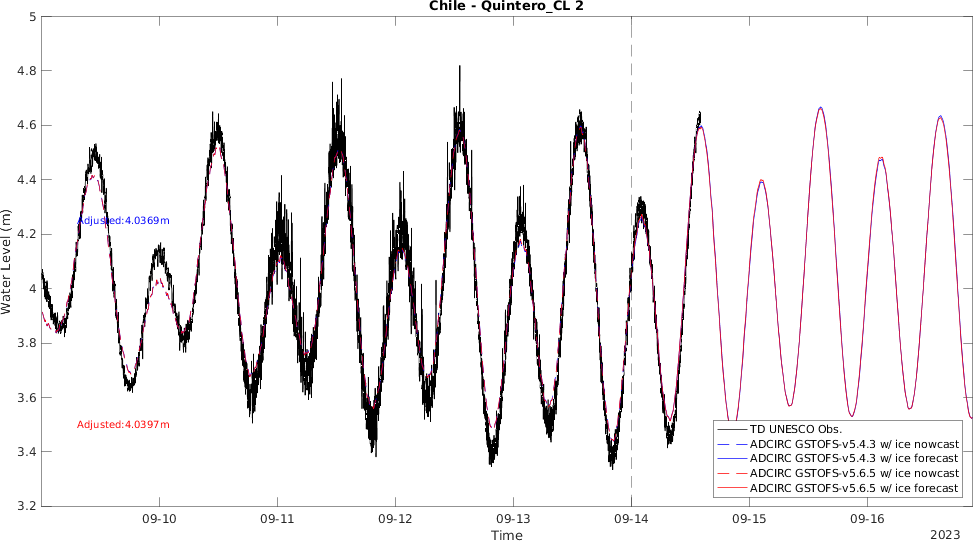 Chile - Quintero_CL 2
Water Level (m)
5
4.8
4.6
4.4
4.2
4
3.8
3.6
3.4
3.2
Adjusted:4.0369m
Adjusted:4.0397m
TD UNESCO Obs.
ADCIRC GSTOFS-v5.4.3 w/ ice nowcast
ADCIRC GSTOFS-v5.4.3 w/ ice forecast
ADCIRC GSTOFS-v5.6.5 w/ ice nowcast
ADCIRC GSTOFS-v5.6.5 w/ ice forecast
09-10 09-11 09-12 09-13 09-14 09-15 09-16
Time
2023